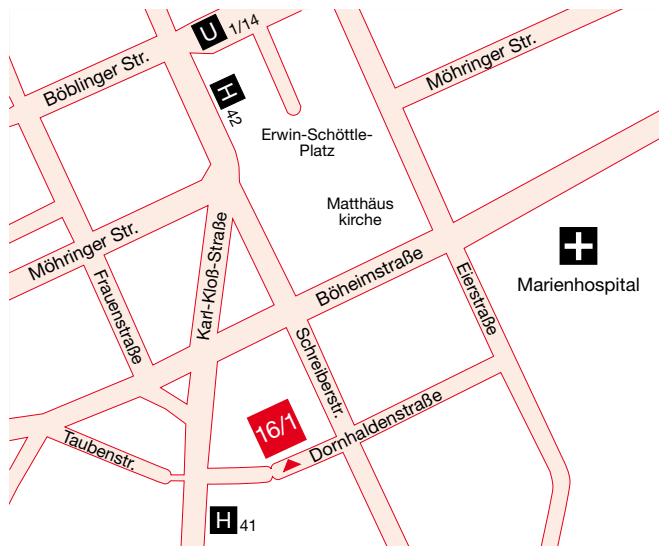 U 1/14
Böblinger Str.
Möhringer Str.
H 42
Erwin-Schöttle-
Platz
Matthäus
kirche
Möhringer Str.
Karl-Kloß-Straße
Frauenstraße
Böheimstraße
Eierstraße
Marienhospital
Schreiberstr.
16/1
Dornhaldenstraße
Taubenstr.
H 41